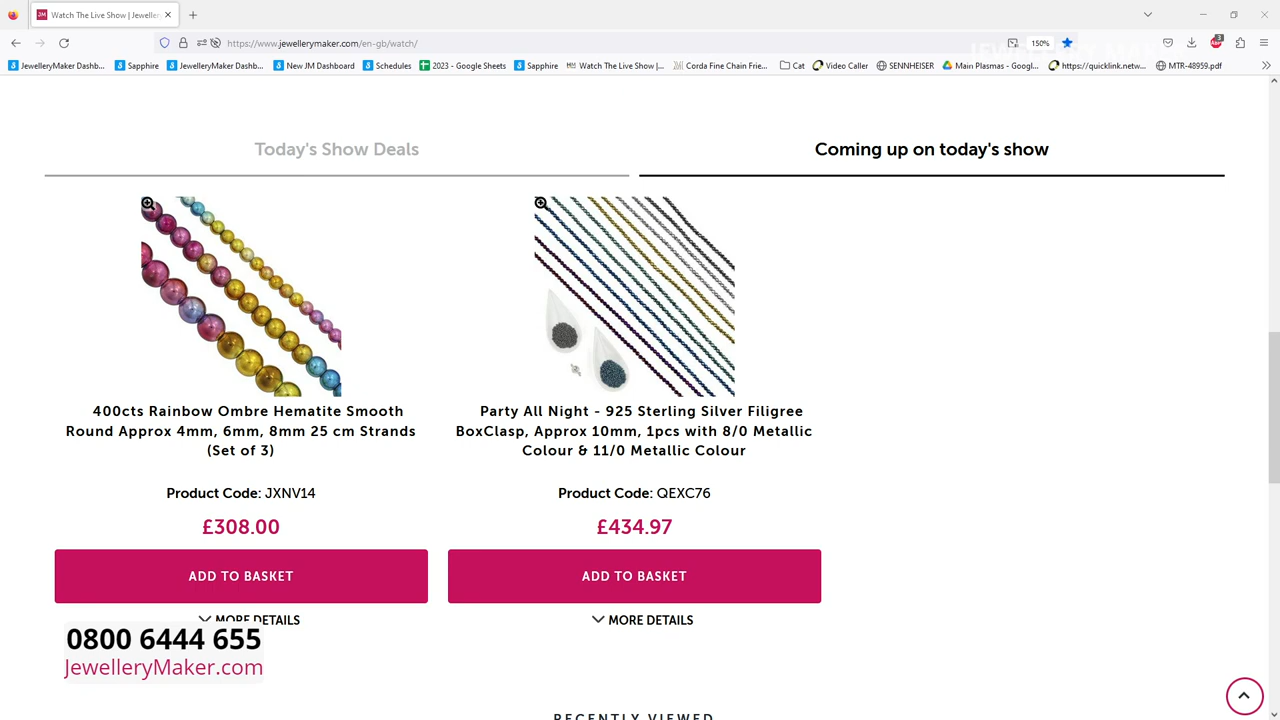 Watch The Live Show | Jeweller
https://www.jewellerymaker.com/en-gb/watch/
150%
3
JewelleryMaker Dashb...
Sapphire
JewelleryMaker Dashb...
New JM Dashboard
Schedules
2023 - Google Sheets
Sapphire
Watch The Live Show |...
Corda Fine Chain Frie...
Cat
Video Caller
SENNHEISER
Main Plasmas - Googl...
https://quicklink.netw...
MTR-48959.pdf
Today's Show Deals
Coming up on today's show
400cts Rainbow Ombre Hematite Smooth
Round Approx 4mm, 6mm, 8mm 25 cm Strands
(Set of 3)
Product Code: JXNV14
£308.00
ADD TO BASKET
MORE DETAILS
Party All Night - 925 Sterling Silver Filigree
BoxClasp, Approx 10mm, 1pcs with 8/0 Metallic
Colour & 11/0 Metallic Colour
Product Code: QEXC76
£434.97
ADD TO BASKET
MORE DETAILS
0800 6444 655
JewelleryMaker.com
RECENTLY VIEWED